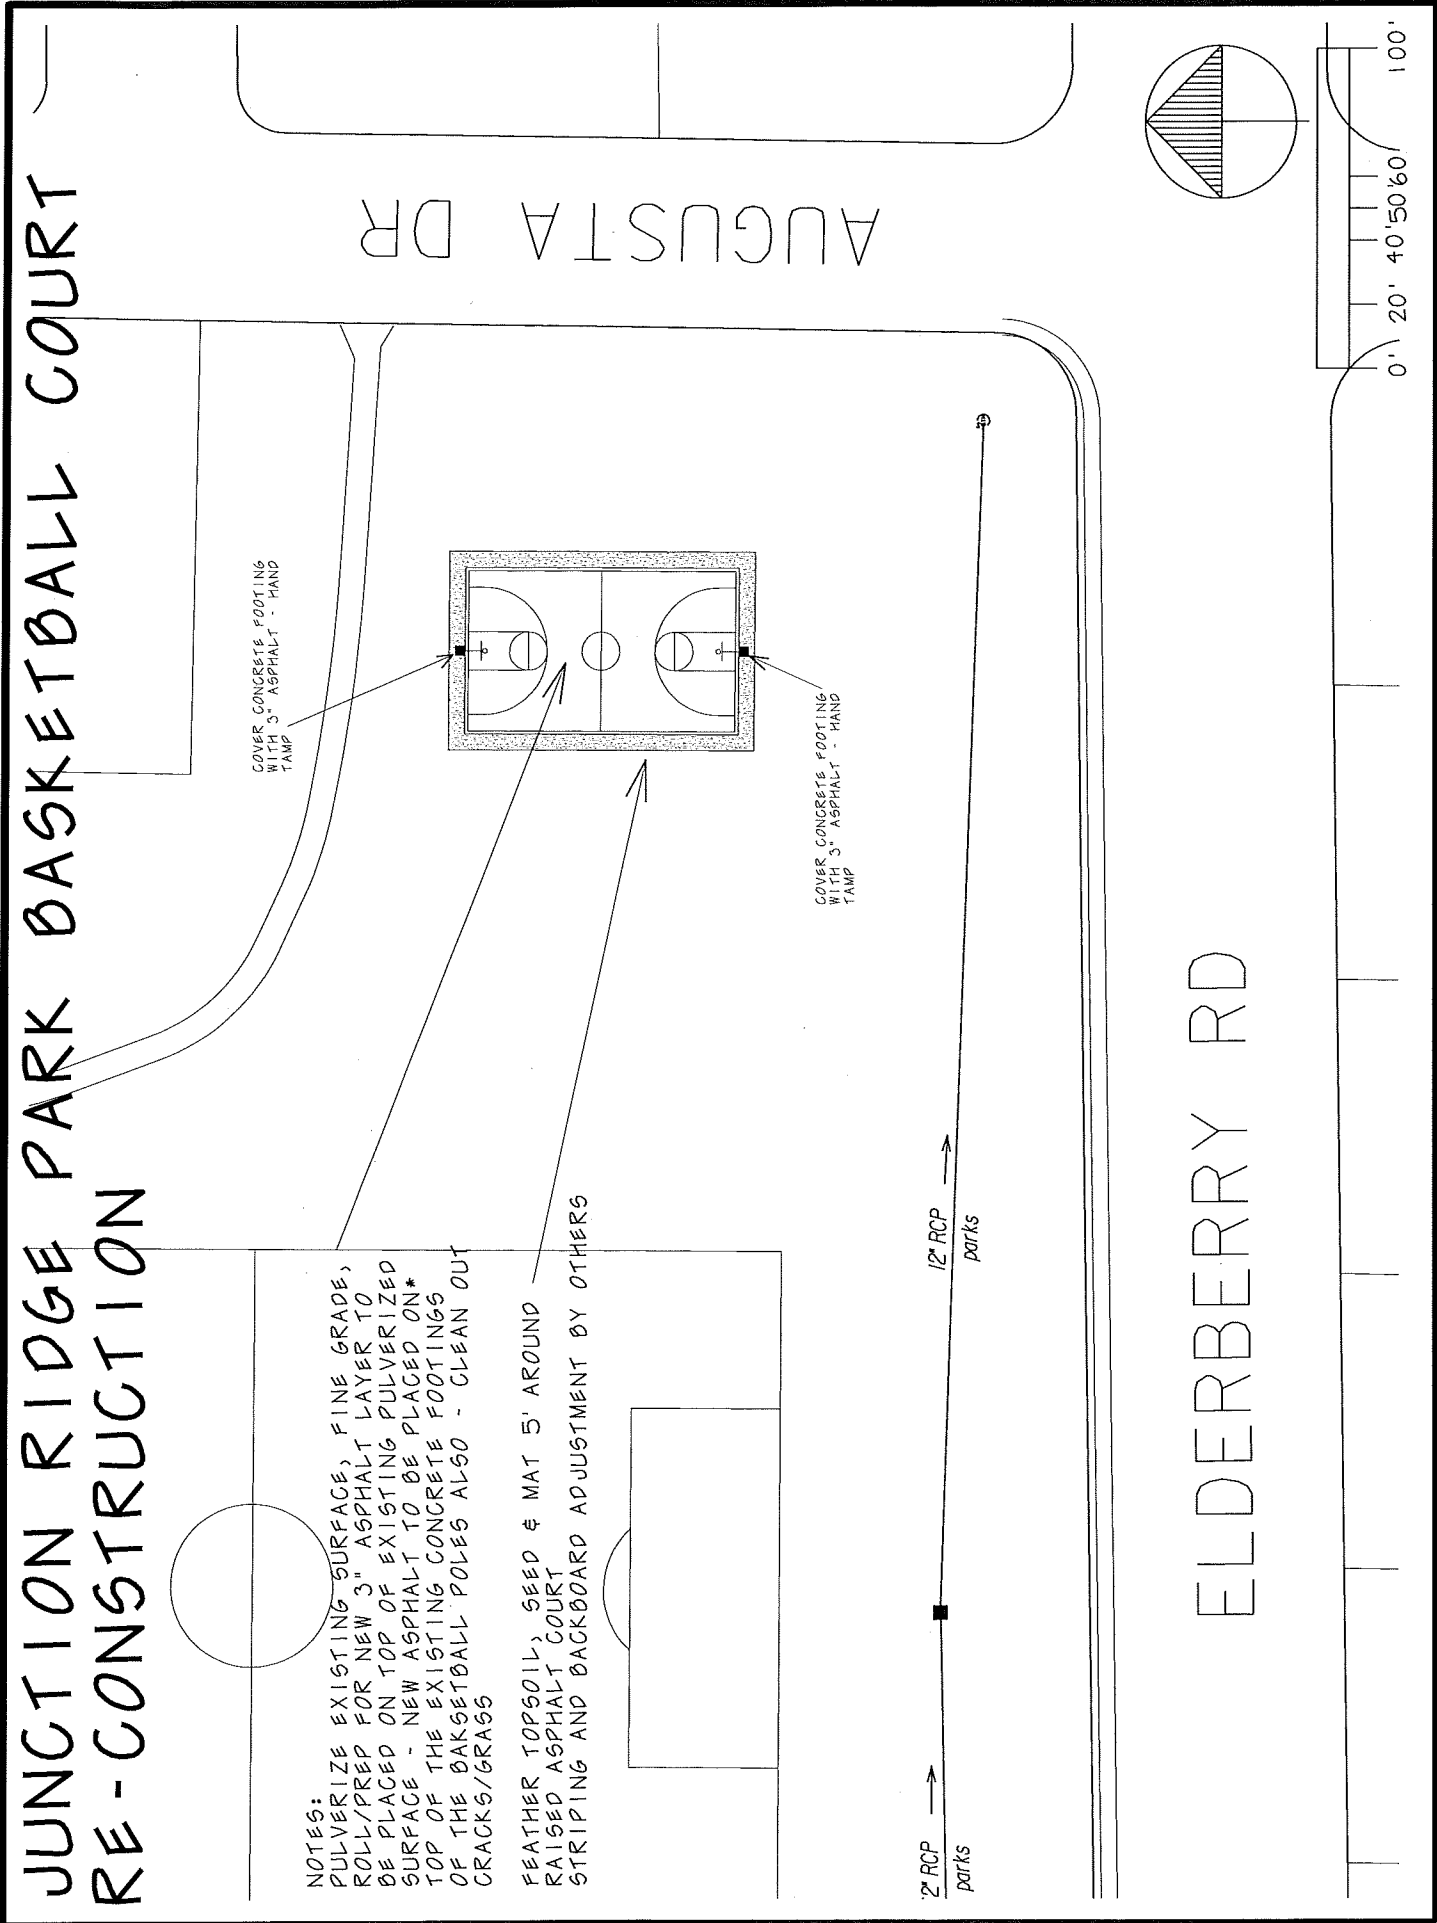 JUNCTION RIDGE PARK BASKETBALL COURT
RE-CONSTRUCTION
NOTES:
PULVERIZE EXISTING SURFACE, FINE GRADE,
ROLL/PREP FOR NEW 3" ASPHALT LAYER TO
BE PLACED ON TOP OF EXISTING PULVERIZED
SURFACE - NEW ASPHALT TO BE PLACED ON*
TOP OF THE EXISTING CONCRETE FOOTINGS
OF THE BAKSETBALL POLES ALSO - CLEAN OUT
CRACKS/GRASS
FEATHER TOPSOIL, SEED & MAT 5' AROUND
RAISED ASPHALT COURT
STRIPING AND BACKBOARD ADJUSTMENT BY OTHERS
COVER CONCRETE FOOTING
WITH 3" ASPHALT - HAND
TAMP
COVER CONCRETE FOOTING
WITH 3" ASPHALT - HAND
TAMP
AUGUSTA DR
2" RCP
parks
12" RCP
parks
ELDERBERRY RD
0' 20' 40' 50' 60' 100'